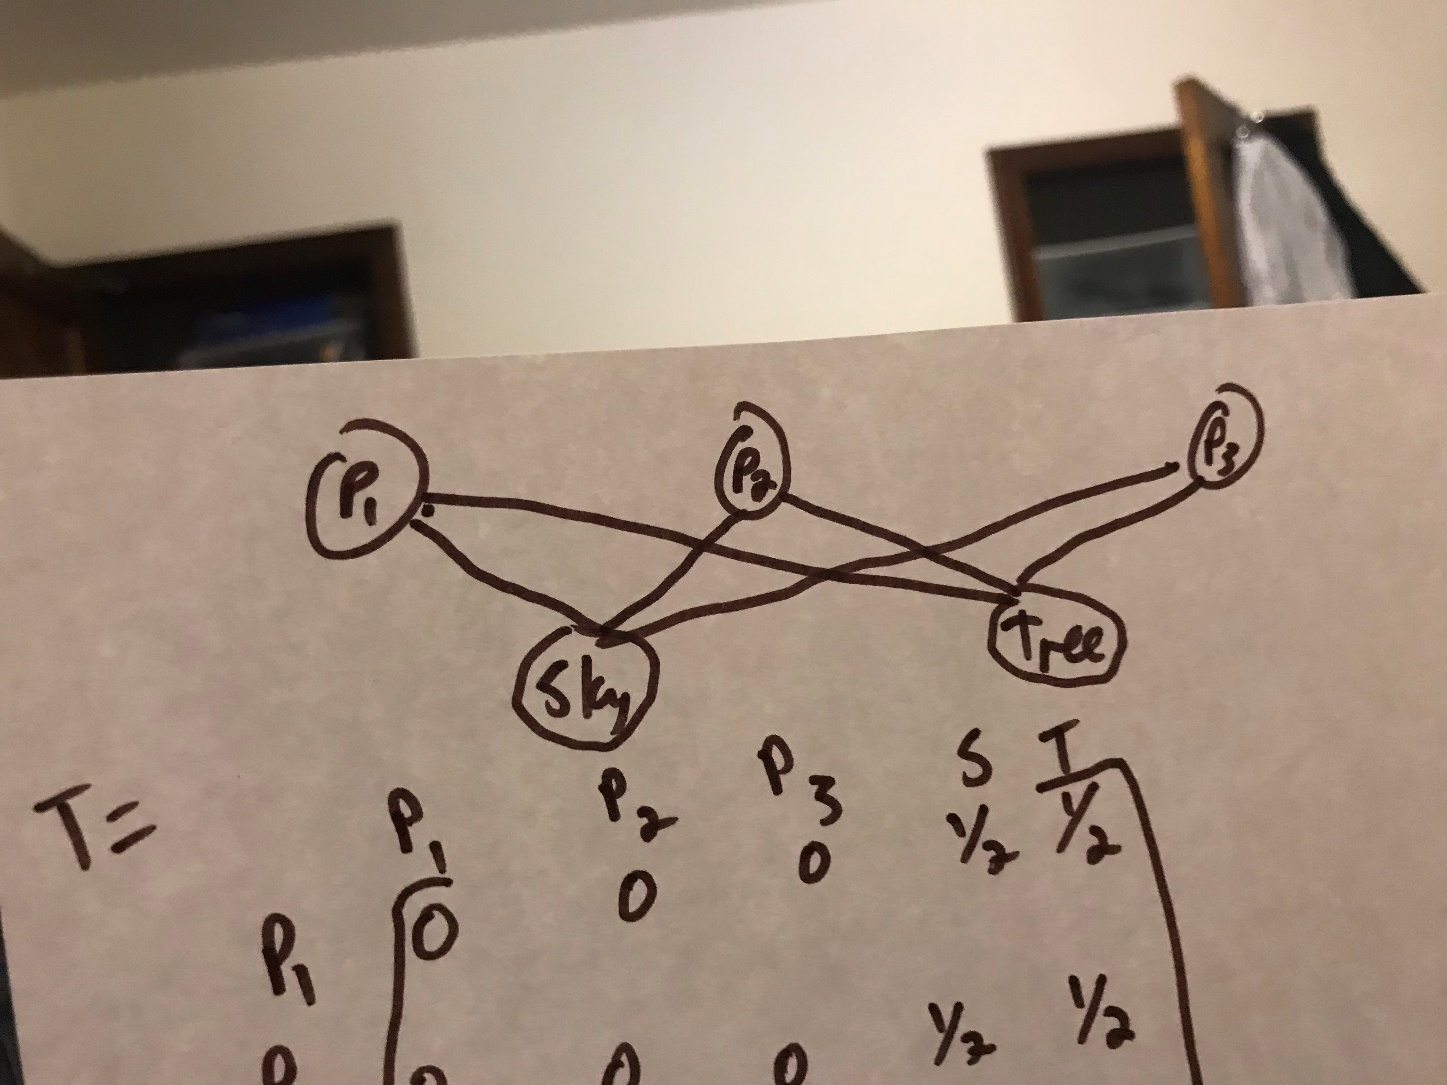 P1 P2 P3
Sky Tree
T= P1 P2 P3 S T
P1 0 0 0 1/2 1/2
0 0 1/2 1/2